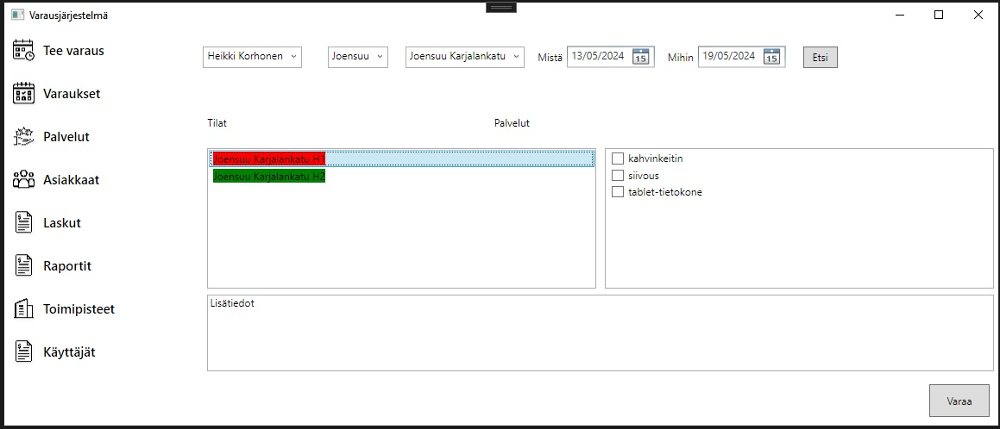 Varausjärjestelmä
Tee varaus
Varaukset
Palvelut
Asiakkaat
Laskut
Raportit
Toimipisteet
Käyttäjät
Heikki Korhonen Joensuu Joensuu Karjalankatu Mistä 13/05/2024 15 Mihin 19/05/2024 15 Etsi
Tilat Palvelut
Joensuu Karjalankatu H1
Joensuu Karjalankatu H2
kahvinkeitin
siivous
tablet-tietokone
Lisätiedot
Varaa